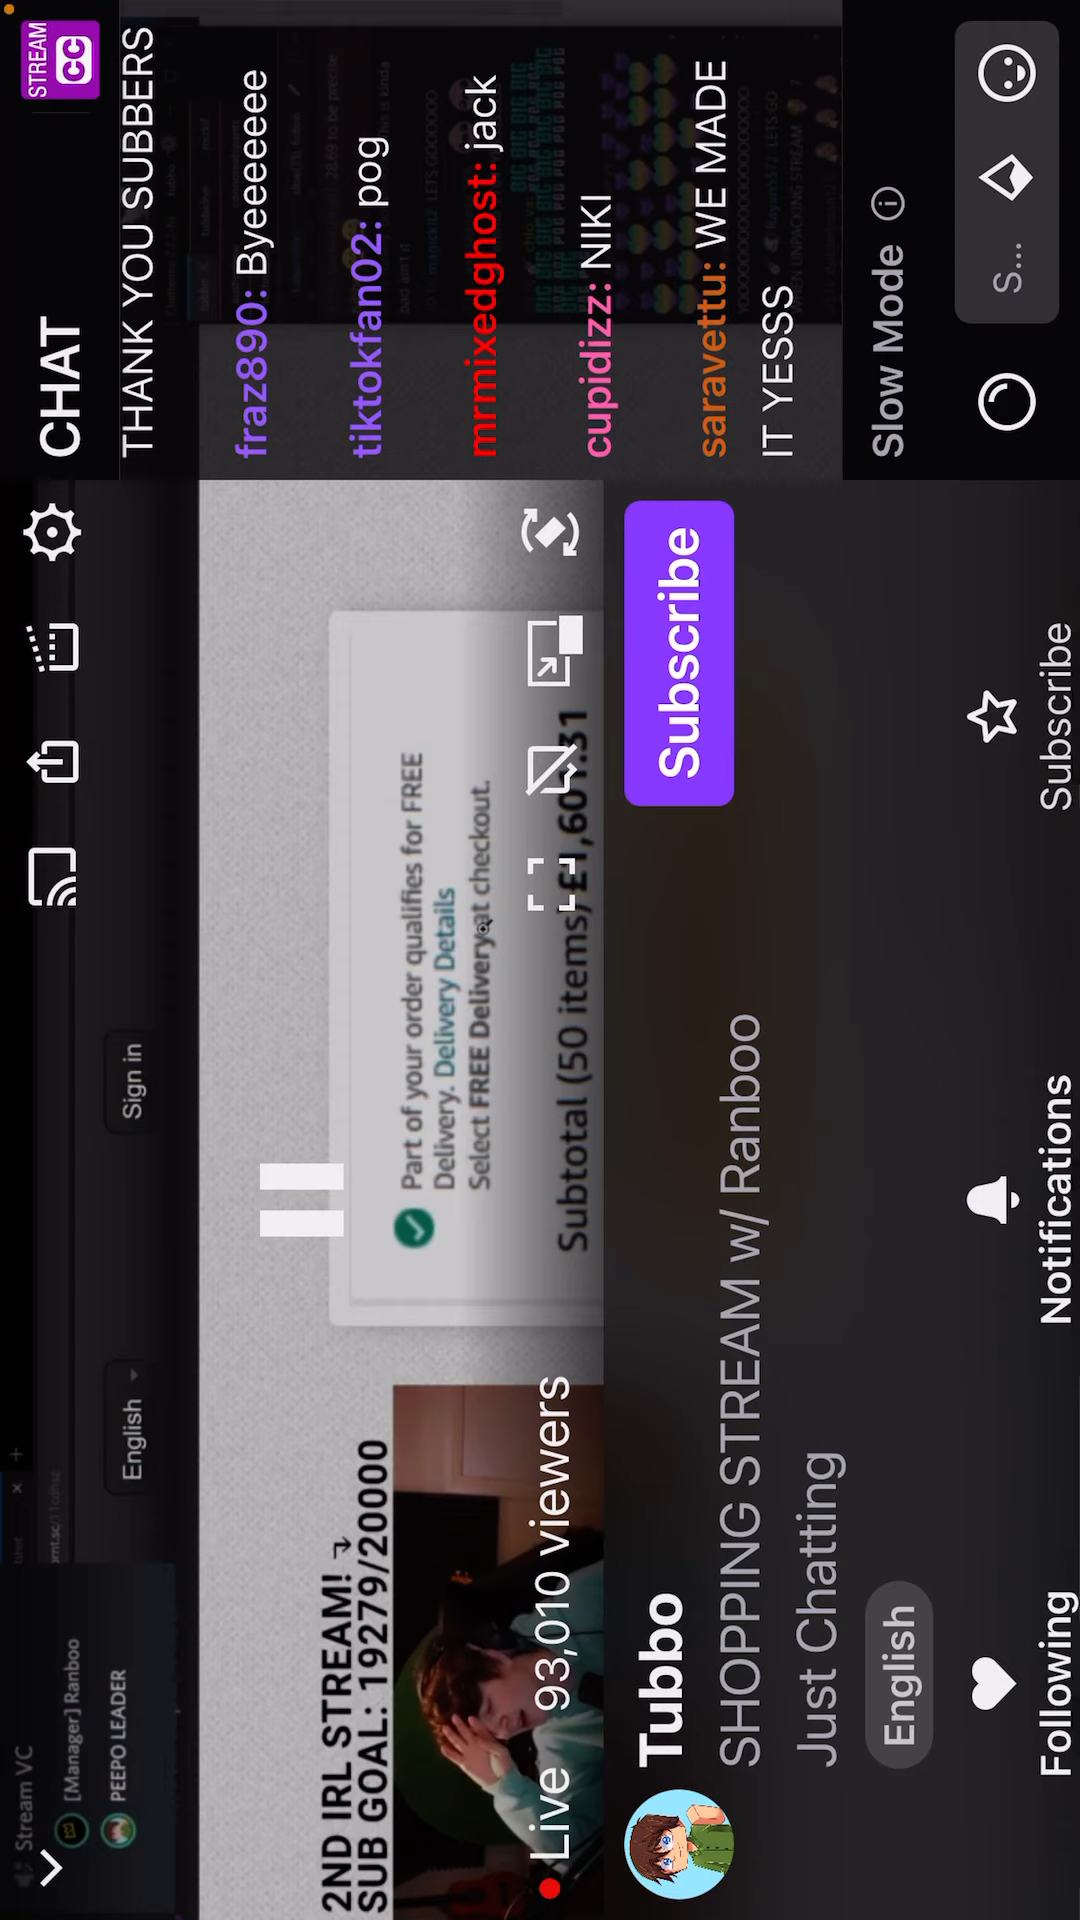 Stream VC
[Manager] Ranboo
PEEPO LEADER
English
Sign in
2ND IRL STREAM!
SUB GOAL: 19279/20000
Part of your order qualifies for FREE
Delivery. Delivery Details
Select FREE Delivery at checkout.
Subtotal (50 items) £1,601.31
Live 93,010 viewers
Tubbo
SHOPPING STREAM w/ Ranboo
Just Chatting
English
Subscribe
Following
Notifications
Subscribe
STREAM
CC
CHAT
THANK YOU SUBBERS
fraz890: Byeeeeeee
tiktokfan02: pog
mrmixedghost: jack
cupidizz: NIKI
saravettu: WE MADE
IT YESSS
Slow Mode
S...